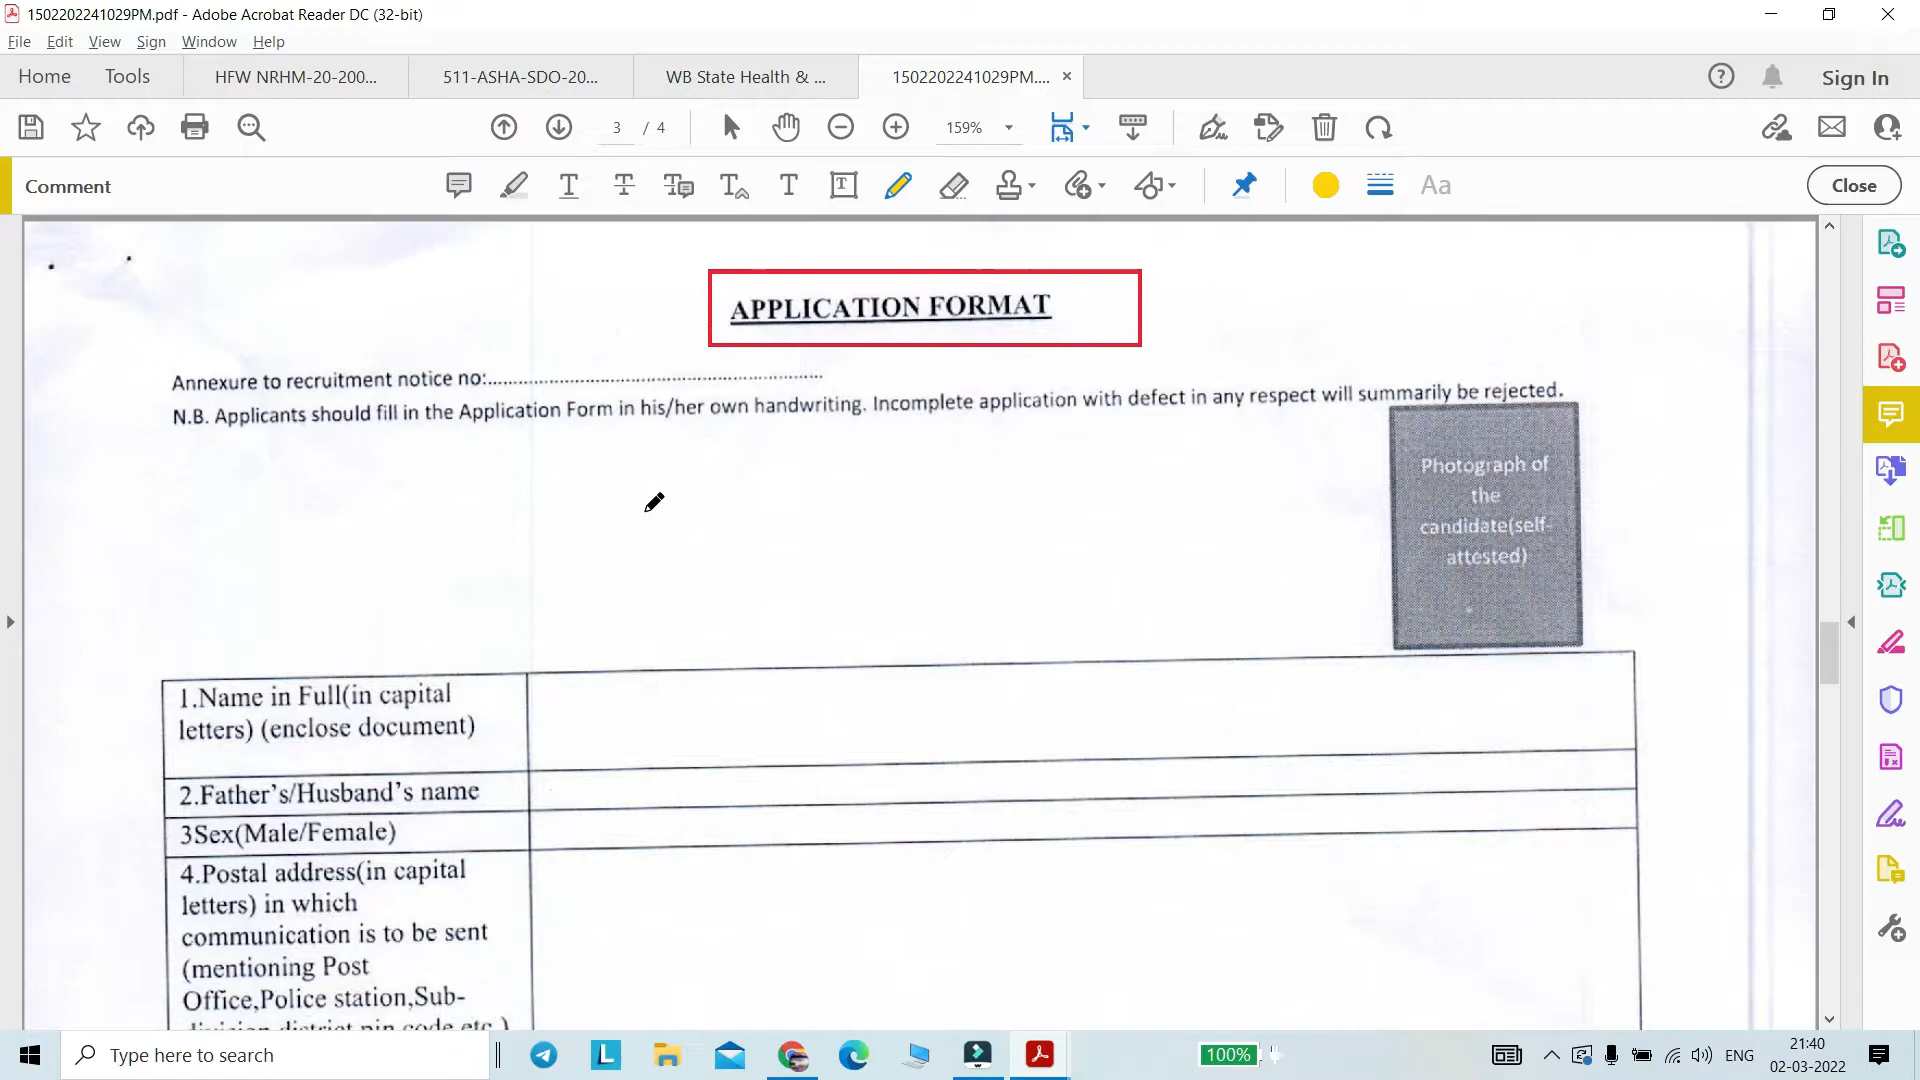 1502202241029PM.pdf - Adobe Acrobat Reader DC (32-bit)
File Edit View Sign Window Help
Home Tools HFW NRHM-20-200... 511-ASHA-SDO-20... WB State Health & ... 1502202241029PM.... × Sign In
3 / 4 159%
Comment Aa Close
APPLICATION FORMAT
Annexure to recruitment notice no:..........................................................
N.B. Applicants should fill in the Application Form in his/her own handwriting. Incomplete application with defect in any respect will summarily be rejected.
Photograph of
the
candidate(self-
attested)
1.Name in Full(in capital
letters) (enclose document)
2.Father's/Husband's name
3Sex(Male/Female)
4.Postal address(in capital
letters) in which
communication is to be sent
(mentioning Post
Office,Police station,Sub-
division,district,pin code etc.)
Type here to search
100%
ENG
21:40
02-03-2022